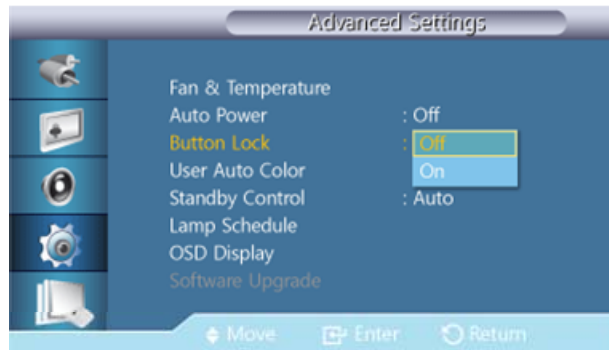 Advanced Settings
Fan & Temperature
Auto Power : Off
Button Lock : Off
User Auto Color On
Standby Control : Auto
Lamp Schedule
OSD Display
Software Upgrade
Move Enter Return